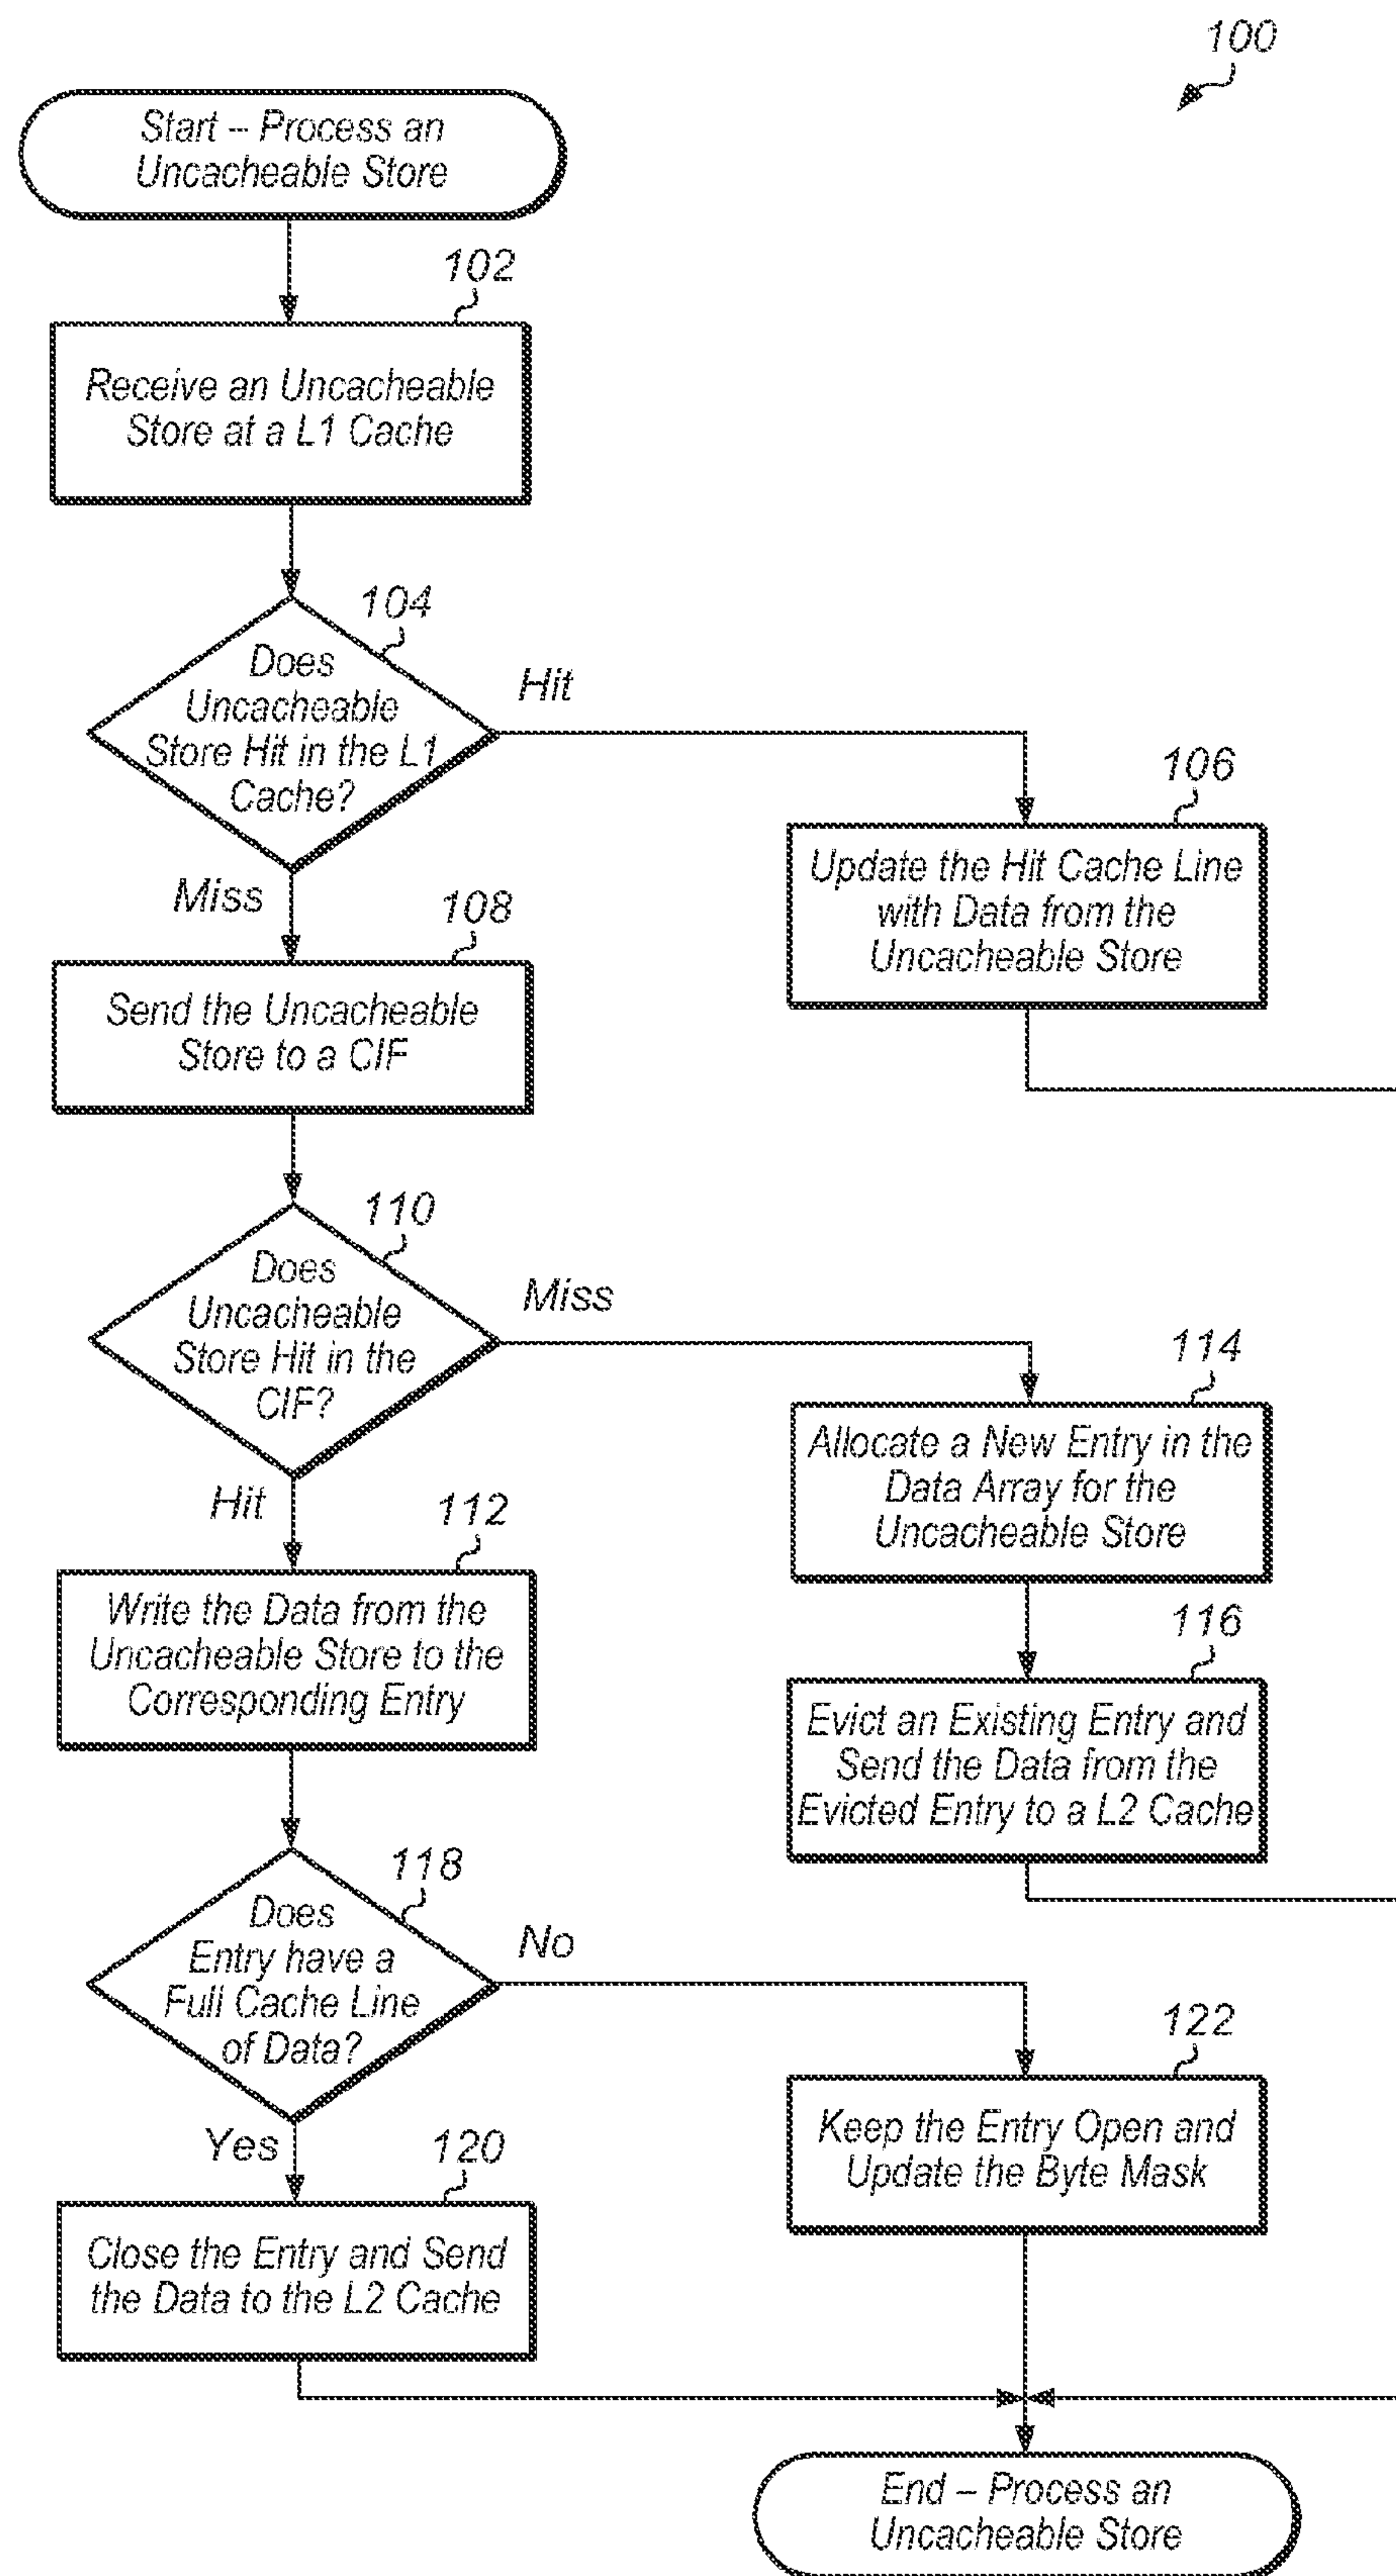 100
Start – Process an
Uncacheable Store
102
Receive an Uncacheable
Store at a L1 Cache
104
Does
Uncacheable
Store Hit in the L1
Cache?
Hit
Miss
106
Update the Hit Cache Line
with Data from the
Uncacheable Store
108
Send the Uncacheable
Store to a CIF
110
Does
Uncacheable
Store Hit in the
CIF?
Miss
Hit
114
Allocate a New Entry in the
Data Array for the
Uncacheable Store
112
Write the Data from the
Uncacheable Store to the
Corresponding Entry
116
Evict an Existing Entry and
Send the Data from the
Evicted Entry to a L2 Cache
118
Does
Entry have a
Full Cache Line
of Data?
No
Yes
122
Keep the Entry Open and
Update the Byte Mask
120
Close the Entry and Send
the Data to the L2 Cache
End – Process an
Uncacheable Store